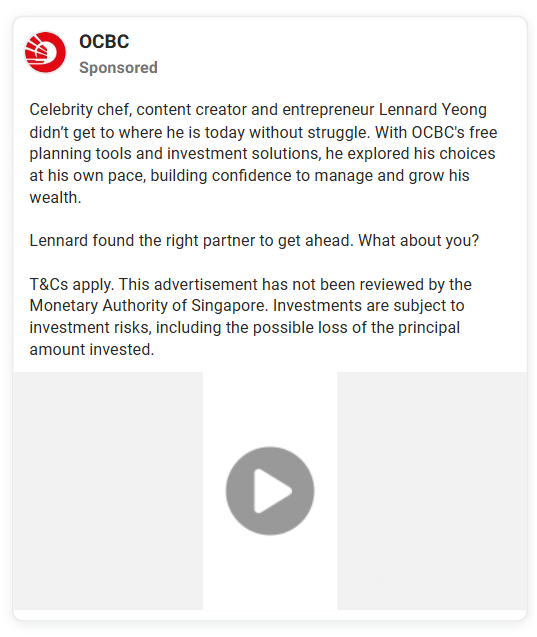 OCBC
Sponsored
Celebrity chef, content creator and entrepreneur Lennard Yeong
didn’t get to where he is today without struggle. With OCBC's free
planning tools and investment solutions, he explored his choices
at his own pace, building confidence to manage and grow his
wealth.
Lennard found the right partner to get ahead. What about you?
T&Cs apply. This advertisement has not been reviewed by the
Monetary Authority of Singapore. Investments are subject to
investment risks, including the possible loss of the principal
amount invested.